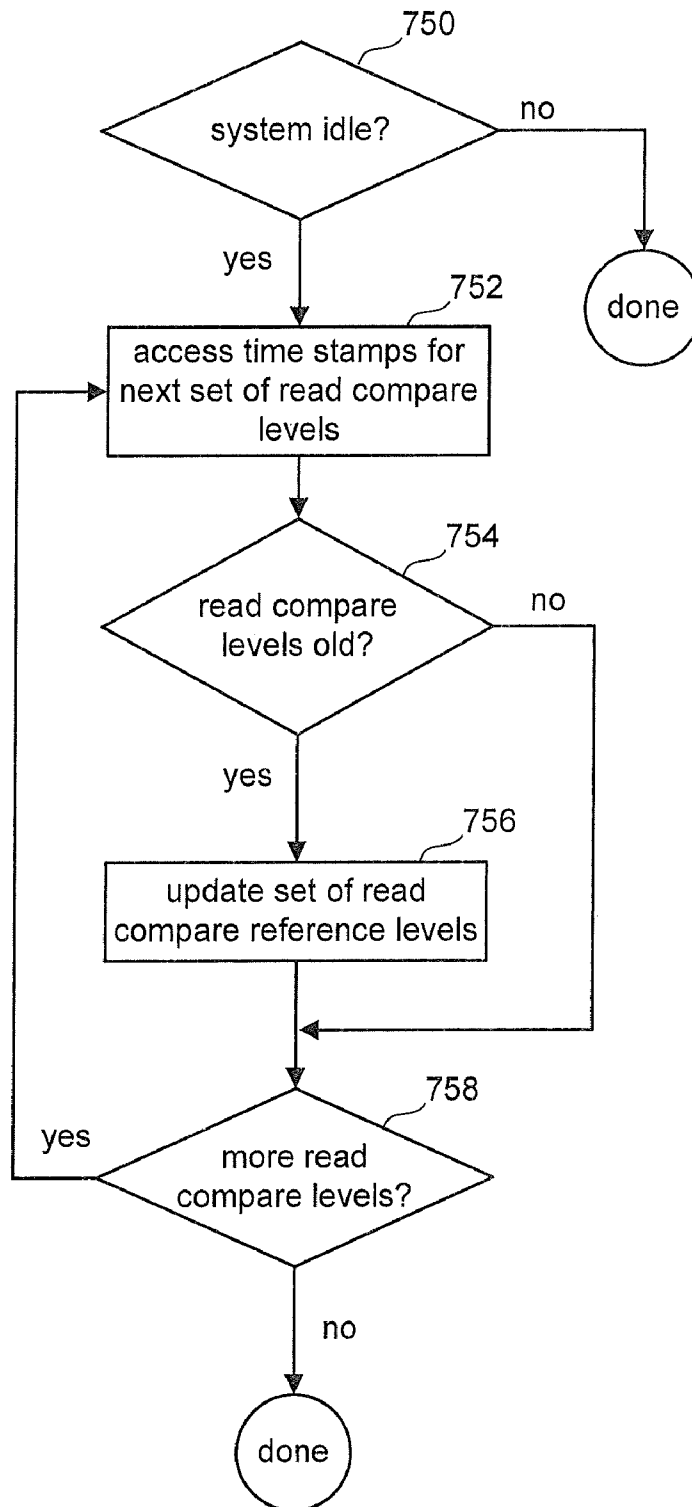 750
system idle?
no
yes
done
752
access time stamps for
next set of read compare
levels
754
read compare
levels old?
no
yes
756
update set of read
compare reference levels
758
yes
more read
compare levels?
no
done